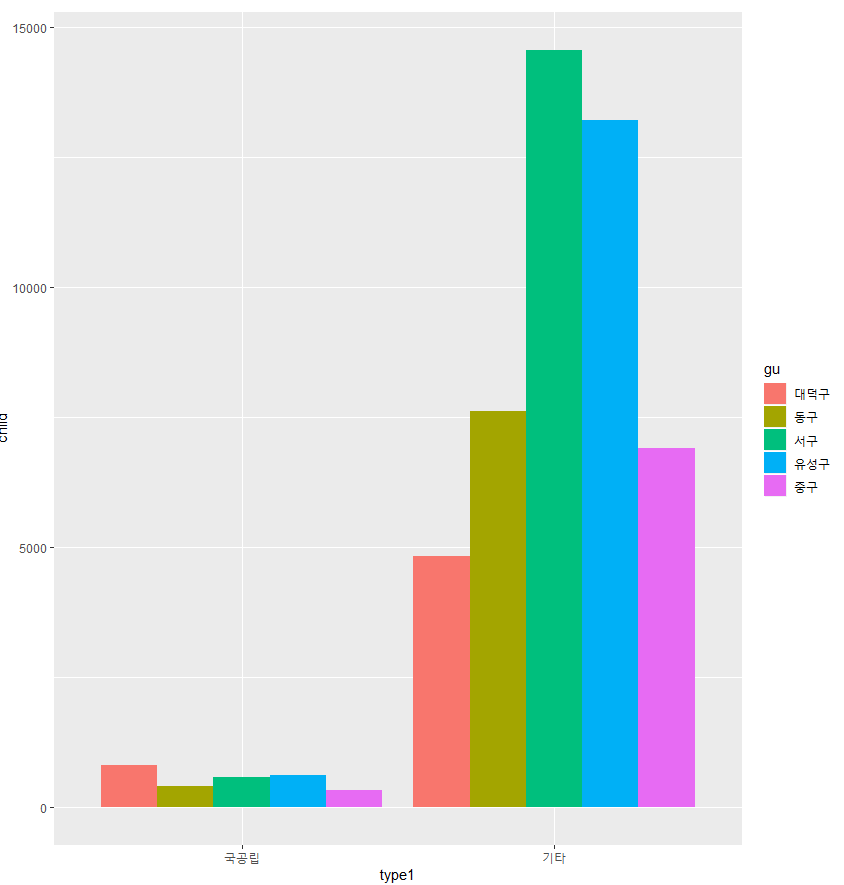 15000
10000
5000
0
child
국공립
기타
type1
gu
대덕구
동구
서구
유성구
중구